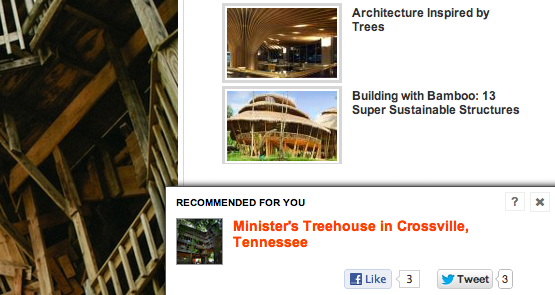 Architecture Inspired by
Trees
Building with Bamboo: 13
Super Sustainable Structures
RECOMMENDED FOR YOU
?
Minister's Treehouse in Crossville,
Tennessee
Like 3
Tweet 3